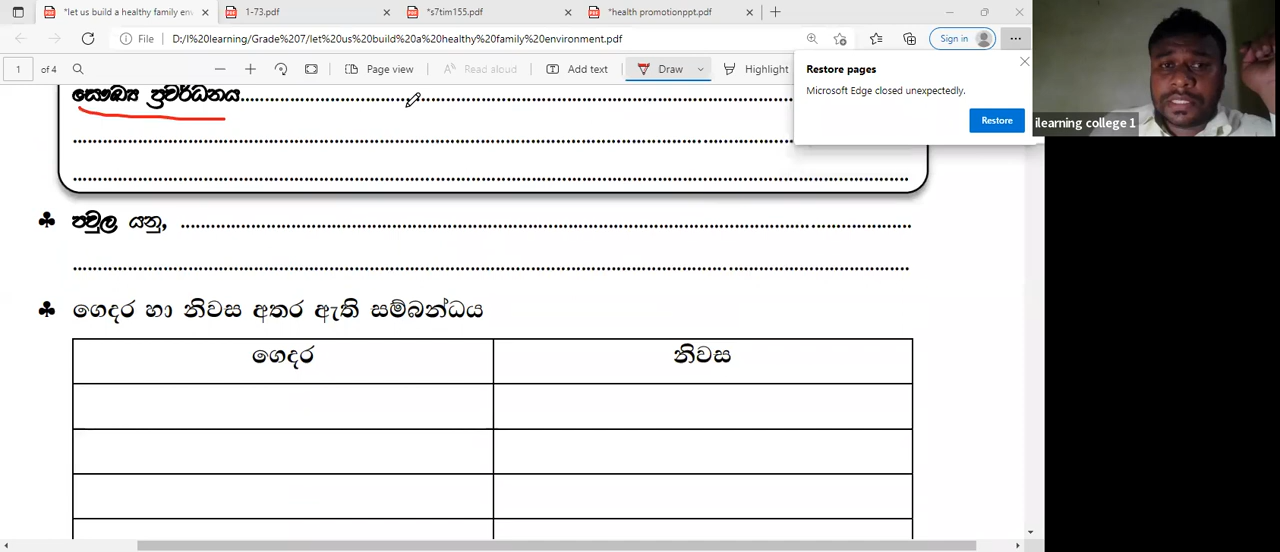 *let us build a healthy family env
1-73.pdf
*s7tim155.pdf
*health promotionppt.pdf
File
D:/I%20learning/Grade%207/let%20us%20build%20a%20healthy%20family%20environment.pdf
Sign in
1 of 4
Page view
Read aloud
Add text
Draw
Highlight
Restore pages
Microsoft Edge closed unexpectedly.
Restore
ilearning college 1
සෞඛ්‍ය ප්‍රවර්ධනය
පවුල යනු,
ගෙදර හා නිවස අතර ඇති සම්බන්ධය
ගෙදර
නිවස